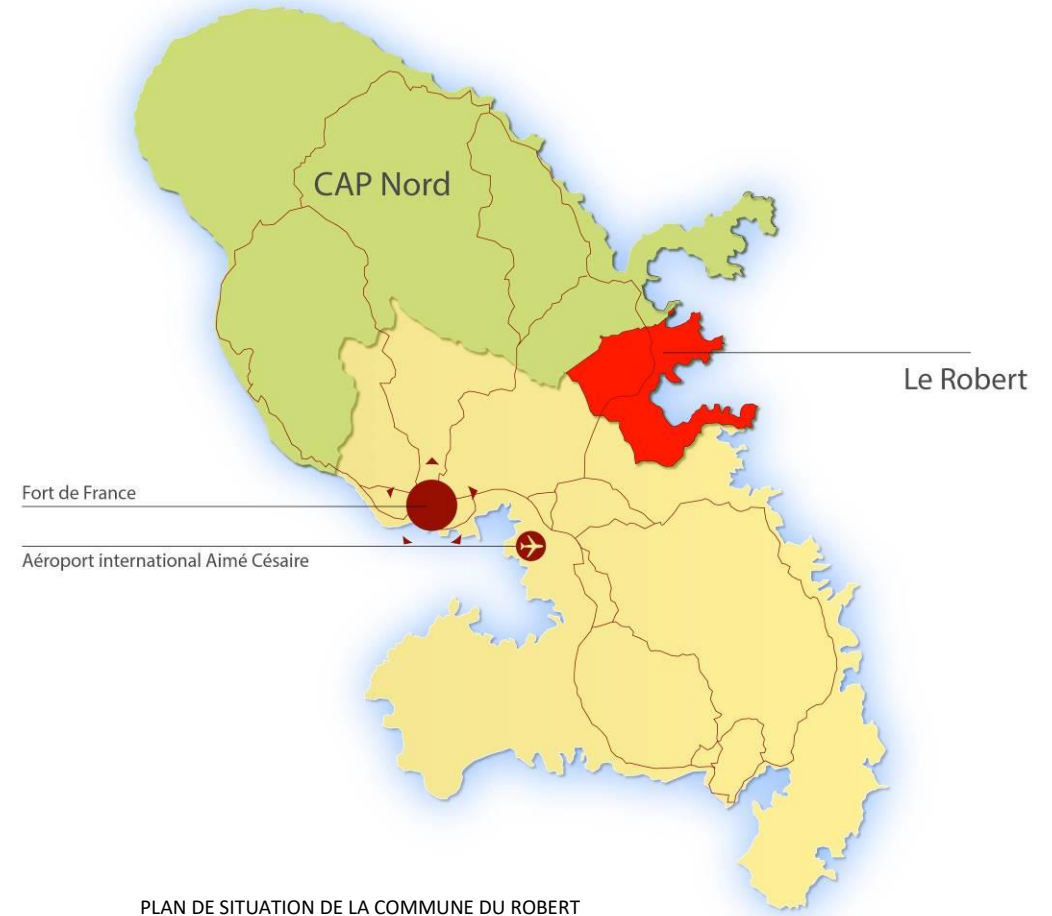 CAP Nord
Le Robert
Fort de France
Aéroport international Aimé Césaire
PLAN DE SITUATION DE LA COMMUNE DU ROBERT